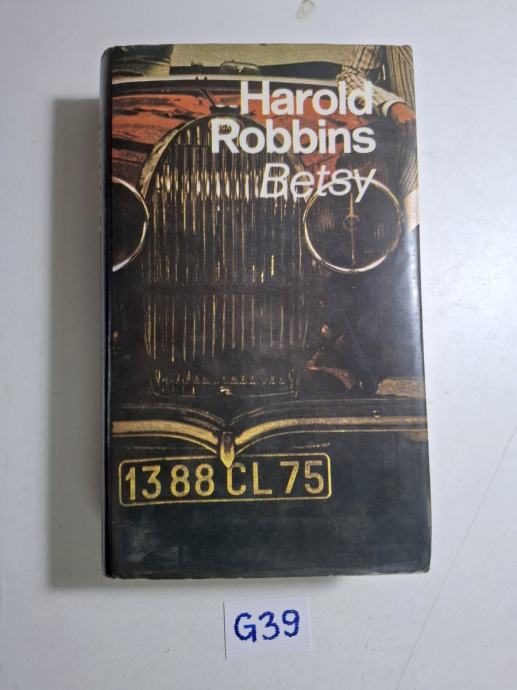 Harold
Robbins
Betsy
1388 CL 75
G39